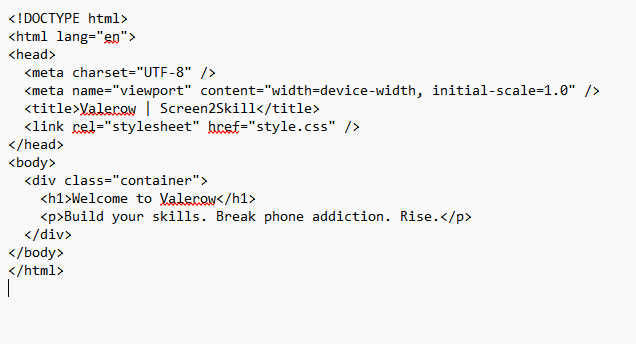 <!DOCTYPE html>
<html lang="en">
<head>
  <meta charset="UTF-8" />
  <meta name="viewport" content="width=device-width, initial-scale=1.0" />
  <title>Valerow | Screen2Skill</title>
  <link rel="stylesheet" href="style.css" />
</head>
<body>
  <div class="container">
    <h1>Welcome to Valerow</h1>
    <p>Build your skills. Break phone addiction. Rise.</p>
  </div>
</body>
</html>